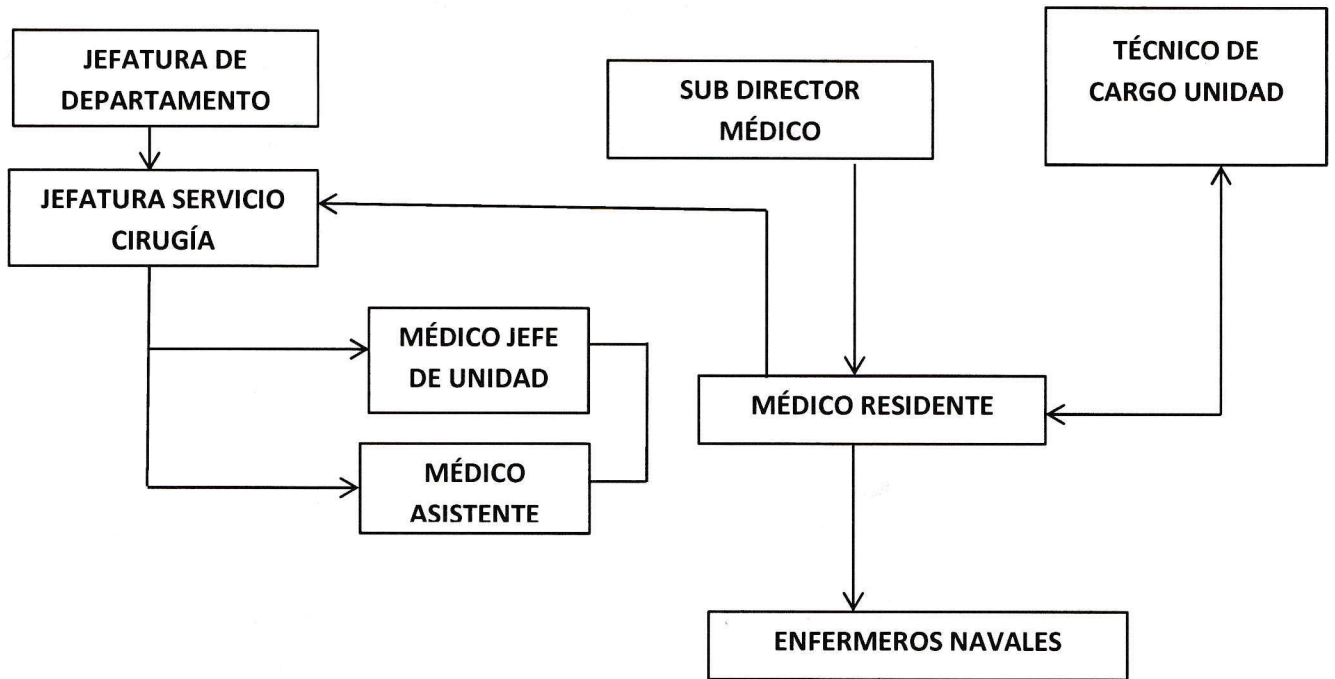 JEFATURA DE
DEPARTAMENTO
SUB DIRECTOR
MÉDICO
TÉCNICO DE
CARGO UNIDAD
JEFATURA SERVICIO
CIRUGÍA
MÉDICO JEFE
DE UNIDAD
MÉDICO RESIDENTE
MÉDICO
ASISTENTE
ENFERMEROS NAVALES